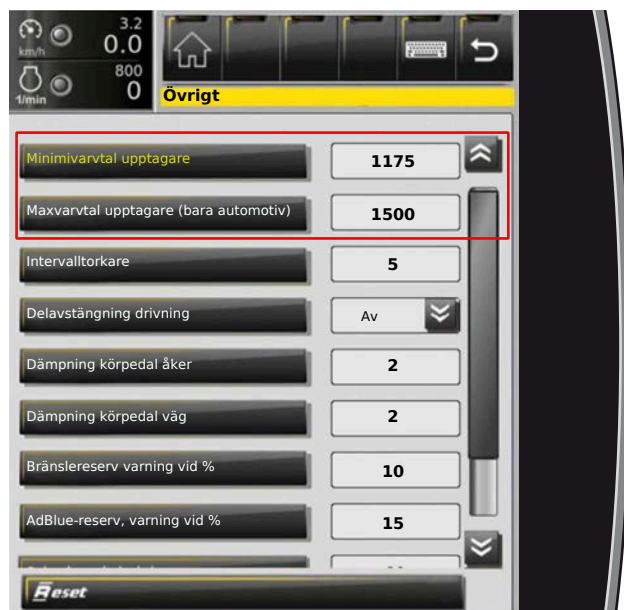 3.2
km/h 0.0
800
1/min 0
Övrigt
Minimivarvtal upptagare 1175
Maxvarvtal upptagare (bara automotiv) 1500
Intervalltorkare 5
Delavstängning drivning Av
Dämpning körpedal åker 2
Dämpning körpedal väg 2
Bränslereserv varning vid % 10
AdBlue-reserv, varning vid % 15
Reset